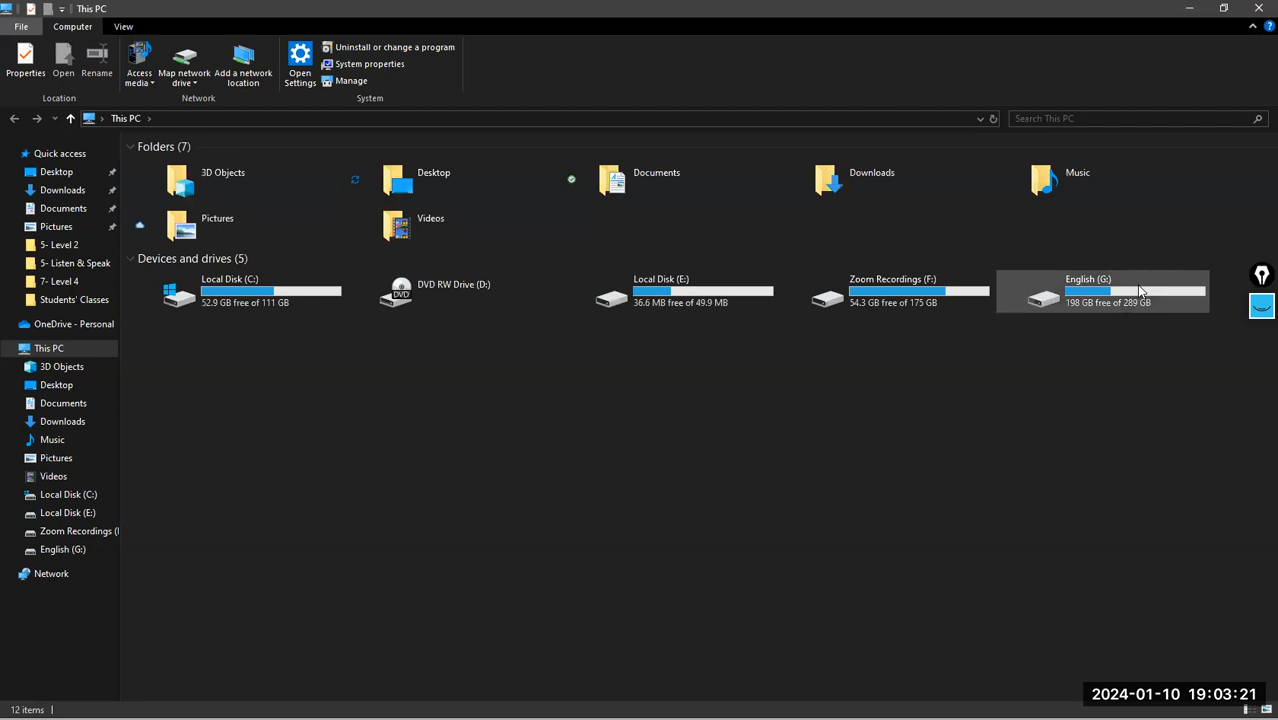 This PC
File
Computer
View
Properties
Open
Rename
Access media
Map network drive
Add a network location
Open Settings
Uninstall or change a program
System properties
Manage
Location
Network
System
This PC
Search This PC
Quick access
Desktop
Downloads
Documents
Pictures
5- Level 2
5- Listen & Speak
7- Level 4
Students' Classes
OneDrive - Personal
This PC
3D Objects
Desktop
Documents
Downloads
Music
Pictures
Videos
Local Disk (C:)
Local Disk (E:)
Zoom Recordings (
English (G:)
Network
Folders (7)
3D Objects
Desktop
Documents
Downloads
Music
Pictures
Videos
Devices and drives (5)
Local Disk (C:)
52.9 GB free of 111 GB
DVD RW Drive (D:)
DVD
Local Disk (E:)
36.6 MB free of 49.9 MB
Zoom Recordings (F:)
54.3 GB free of 175 GB
English (G:)
198 GB free of 289 GB
2024-01-10 19:03:21
12 items